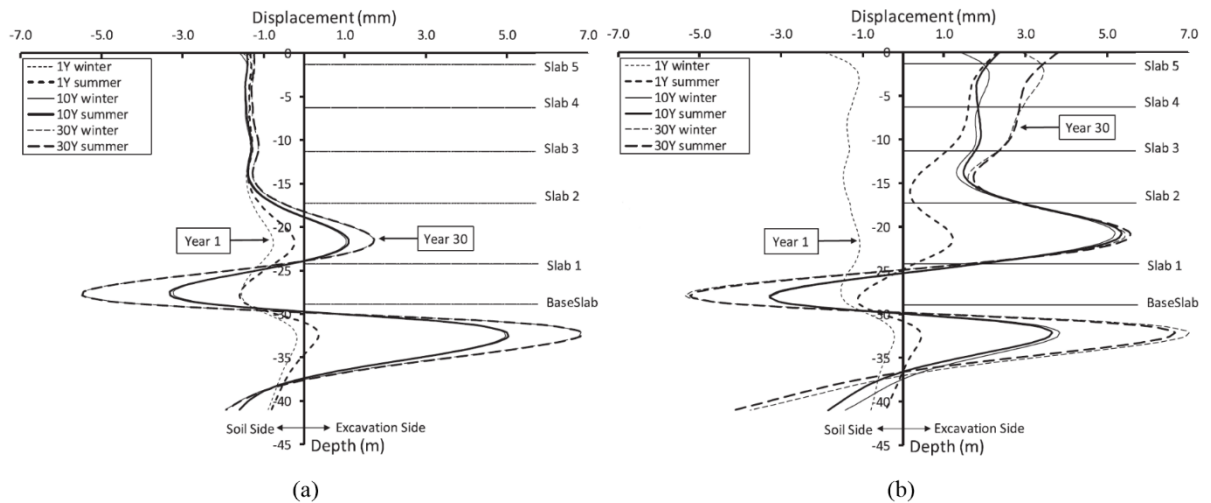 Displacement (mm)
-7.0 -5.0 -3.0 -1.0 1.0 3.0 5.0 7.0
0
1Y winter
1Y summer
10Y winter
10Y summer
30Y winter
30Y summer
Slab 5
-5
Slab 4
-10
Slab 3
-15
Slab 2
-20
Year 1
Year 30
-25
Slab 1
BaseSlab
-30
-35
-40
Soil Side
Excavation Side
-45
Depth (m)
(a)
Displacement (mm)
-7.0 -5.0 -3.0 -1.0 1.0 3.0 5.0 7.0
0
1Y winter
1Y summer
10Y winter
10Y summer
30Y winter
30Y summer
Slab 5
-5
Slab 4
Year 30
-10
Slab 3
-15
Slab 2
-20
Year 1
-25
Slab 1
BaseSlab
-30
-35
-40
Soil Side
Excavation Side
-45
Depth (m)
(b)